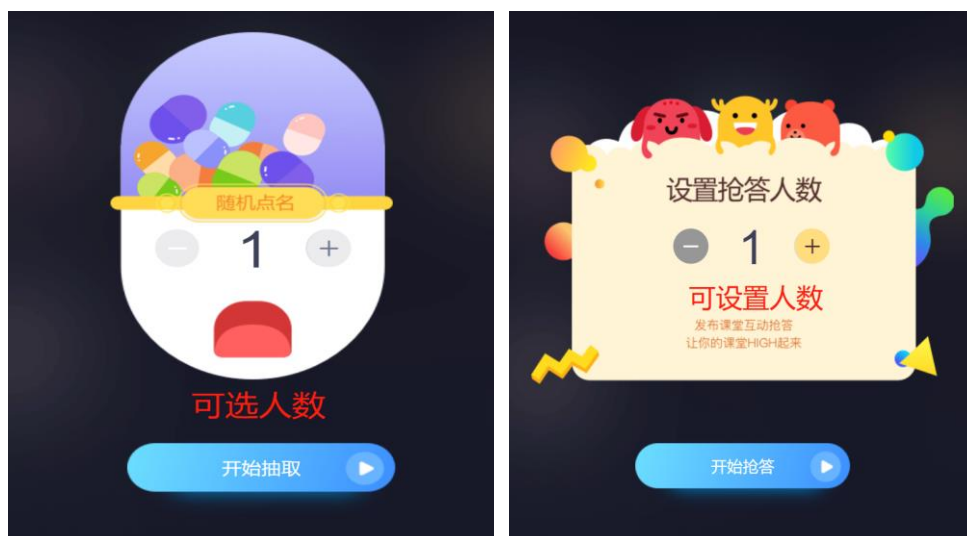 随机点名
1
可选人数
开始抽取
设置抢答人数
1
可设置人数
发布课堂互动抢答
让你的课堂HIGH起来
开始抢答